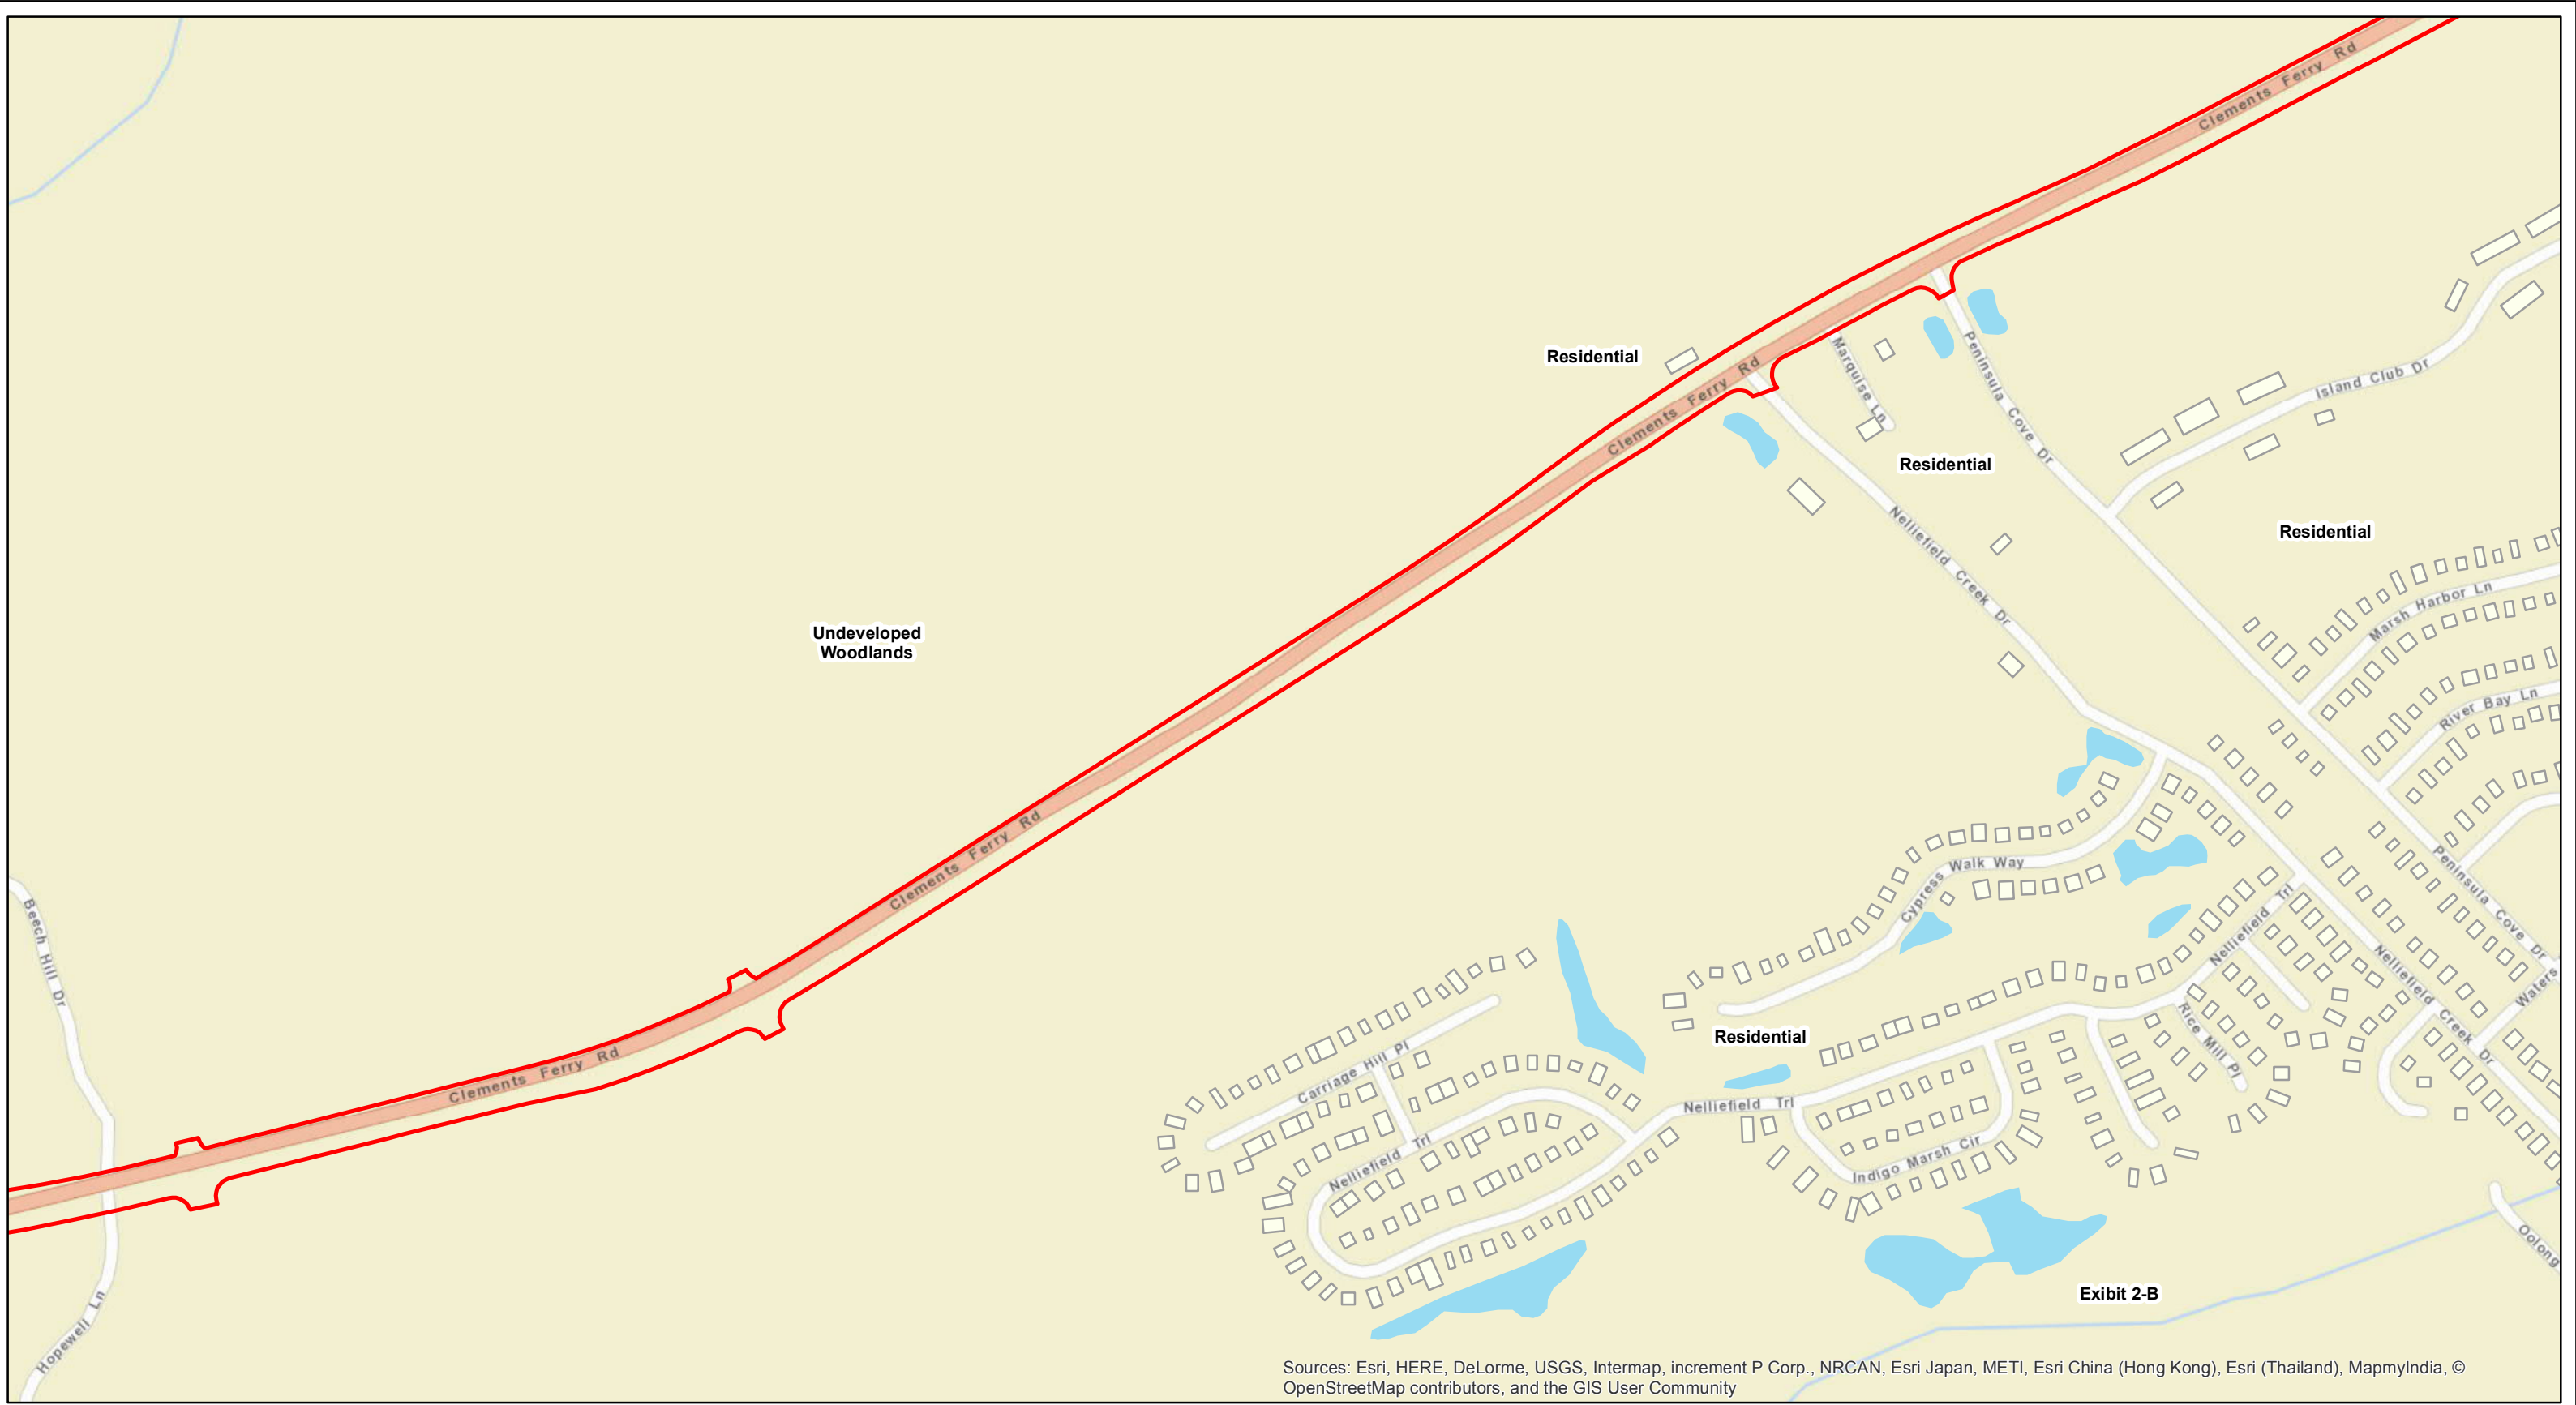 Clements Ferry Rd
Residential
Clements Ferry Rd
Marquise Ln
Peninsula Cove Dr
Island Club Dr
Residential
Residential
Nelliefield Creek Dr
Marsh Harbor Ln
Undeveloped
Woodlands
River Bay Ln
Clements Ferry Rd
Cypress Walk Way
Peninsula Cove Dr
Nelliefield Trl
Beech Hill Dr
Nelliefield Creek Dr
Waters
Rice Mill Pl
Residential
Carriage Hill Pl
Clements Ferry Rd
Nelliefield Trl
Nelliefield Trl
Indigo Marsh Cir
Oolong
Exibit 2-B
Hopewell Ln
Sources: Esri, HERE, DeLorme, USGS, Intermap, increment P Corp., NRCAN, Esri Japan, METI, Esri China (Hong Kong), Esri (Thailand), MapmyIndia, ©
OpenStreetMap contributors, and the GIS User Community